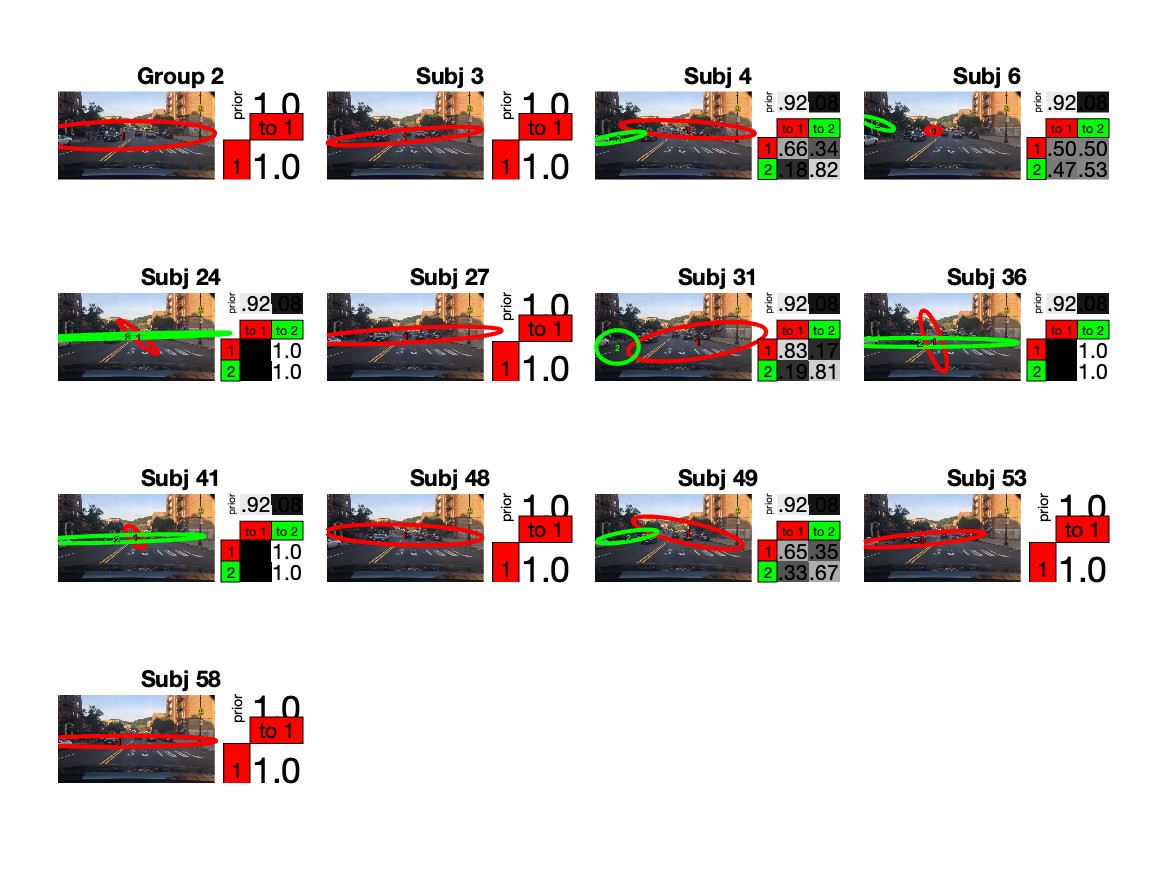 Group 2
prior 1.0
to 1
1 1.0
Subj 3
prior 1.0
to 1
1 1.0
Subj 4
prior .92 .08
to 1 to 2
1 .66 .34
2 .18 .82
Subj 6
prior .92 .08
to 1 to 2
1 .50 .50
2 .47 .53
Subj 24
prior .92 .08
to 1 to 2
1 1.0
2 1.0
Subj 27
prior 1.0
to 1
1 1.0
Subj 31
prior .92 .08
to 1 to 2
1 .83 .17
2 .19 .81
Subj 36
prior .92 .08
to 1 to 2
1 1.0
2 1.0
Subj 41
prior .92 .08
to 1 to 2
1 1.0
2 1.0
Subj 48
prior 1.0
to 1
1 1.0
Subj 49
prior .92 .08
to 1 to 2
1 .65 .35
2 .33 .67
Subj 53
prior 1.0
to 1
1 1.0
Subj 58
prior 1.0
to 1
1 1.0